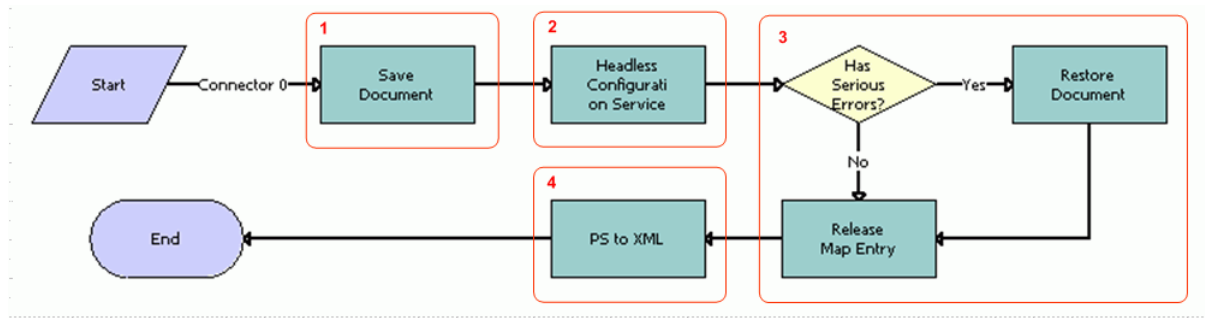 1
2
3
Start
Connector 0
Save
Document
Headless
Configurati
on Service
Has
Serious
Errors?
Yes
Restore
Document
No
4
End
PS to XML
Release
Map Entry